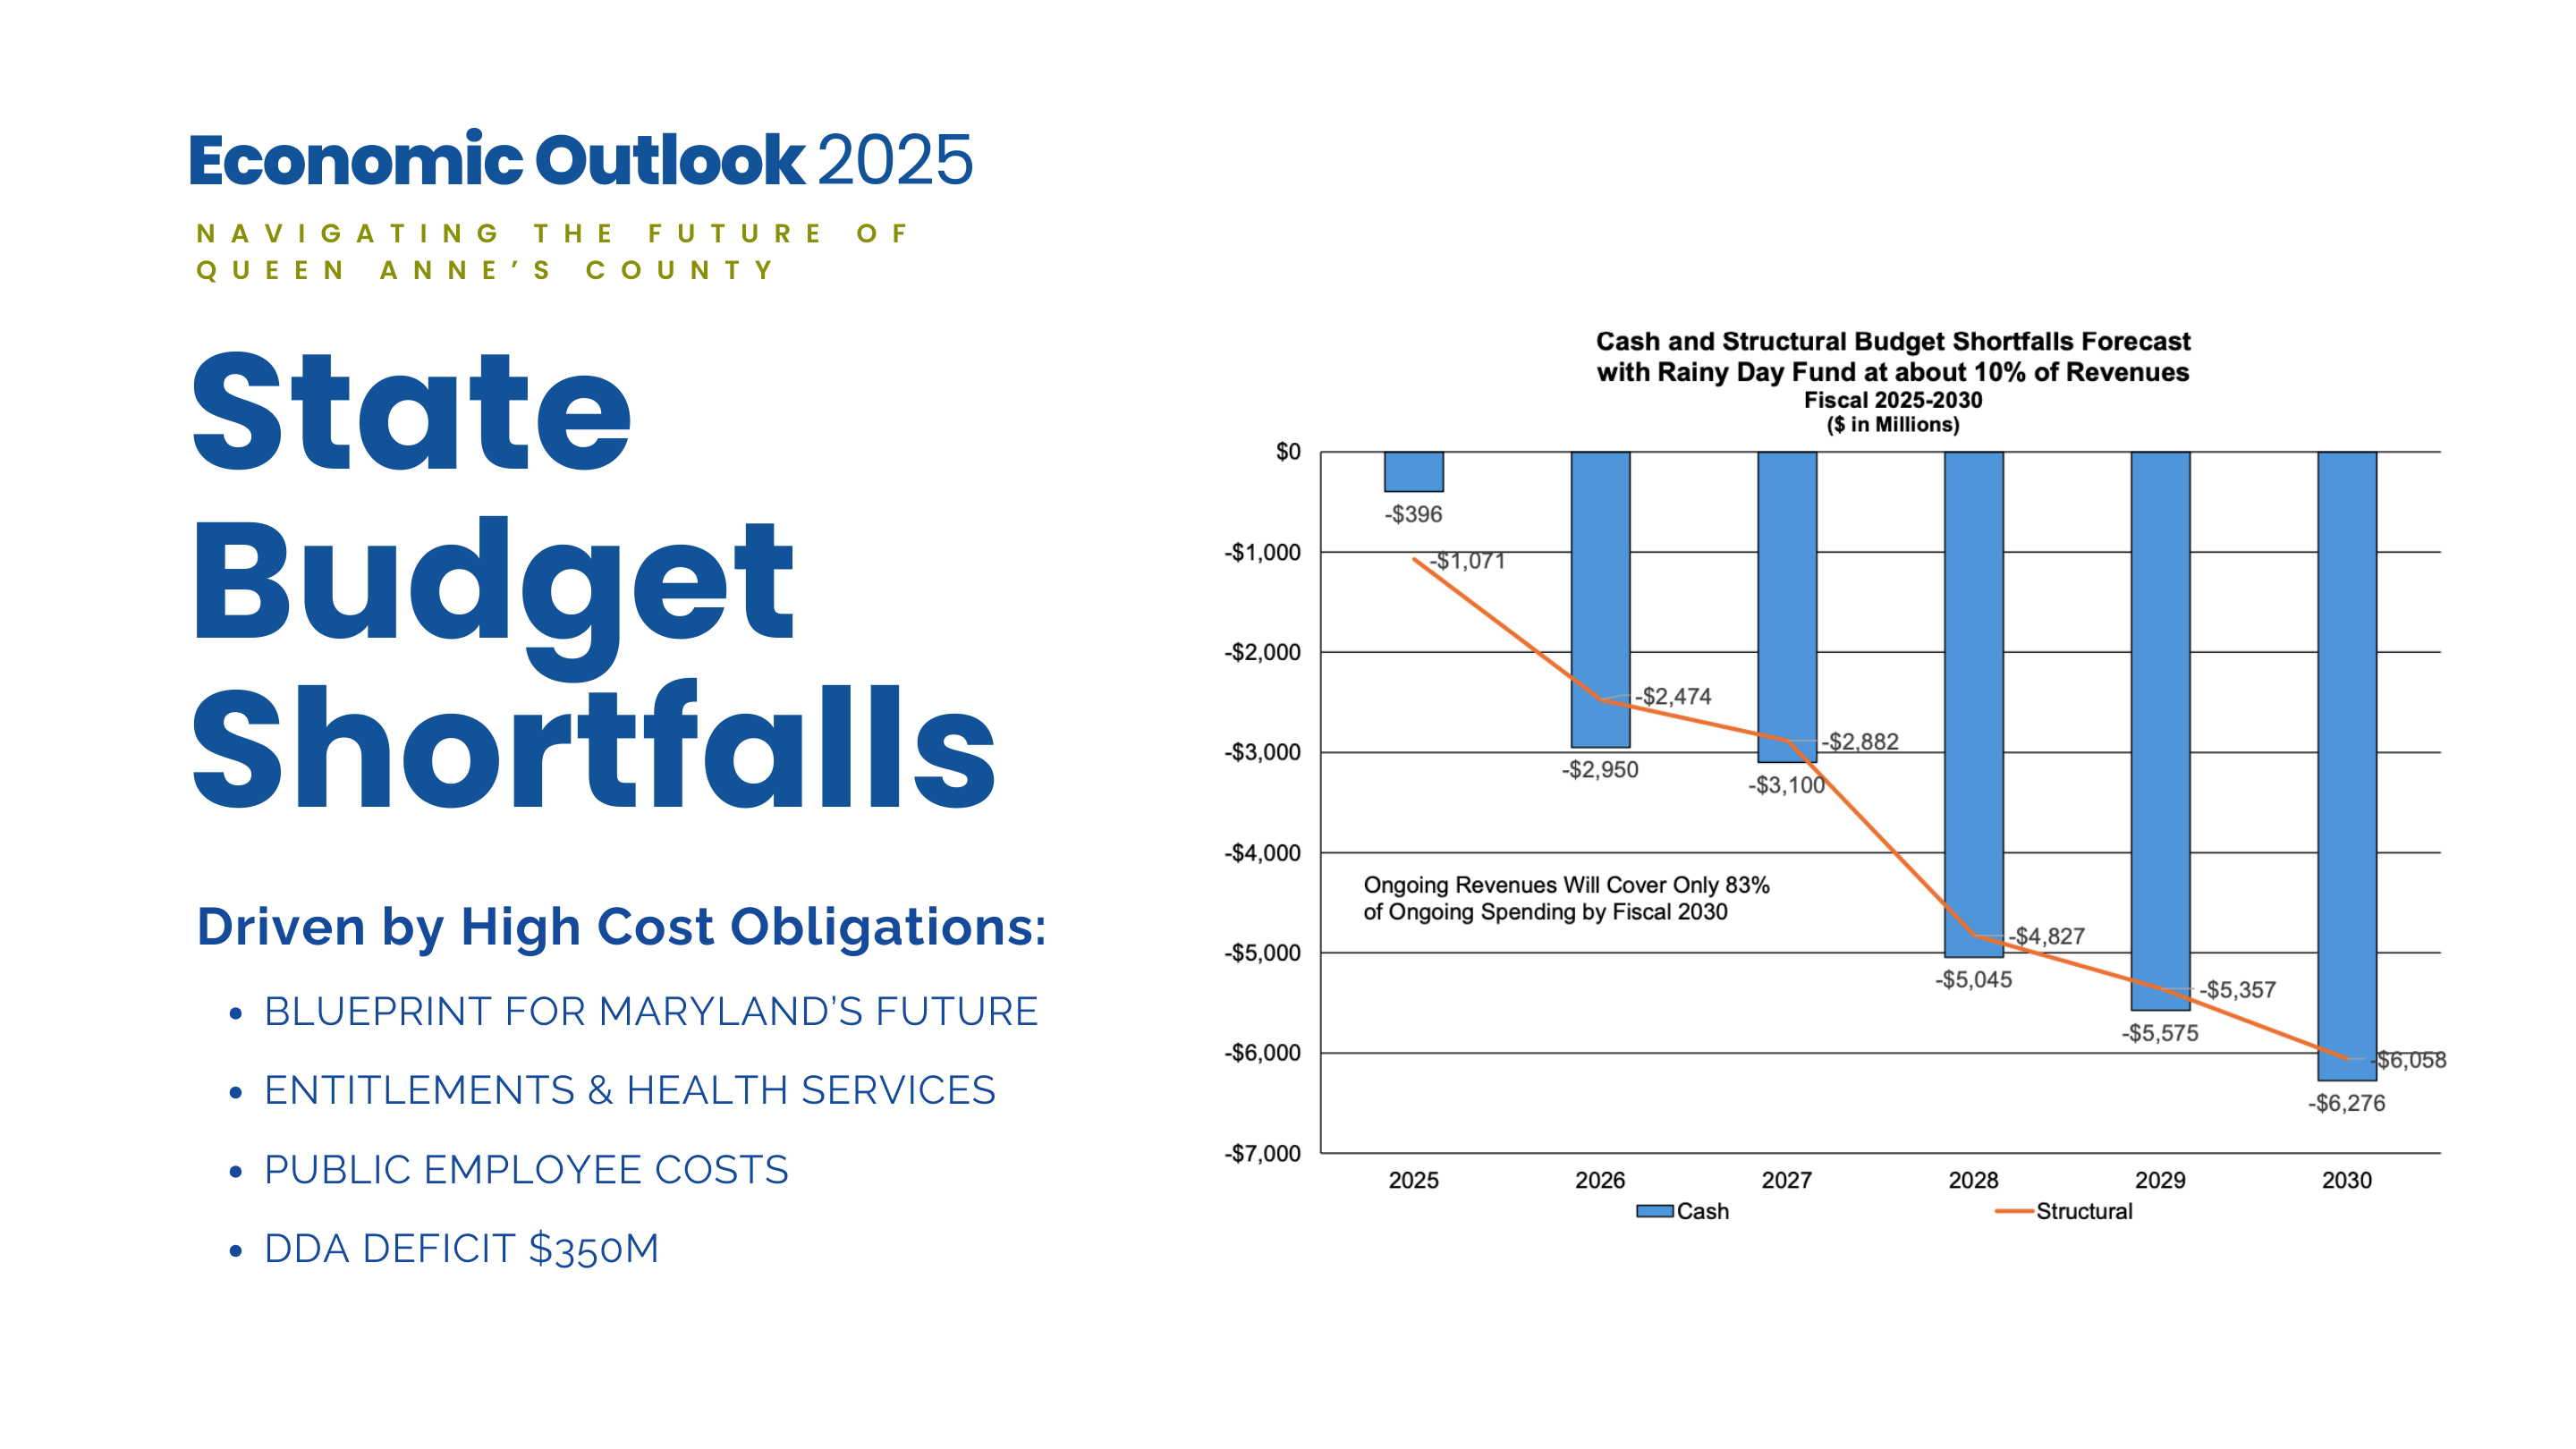 Economic Outlook 2025
NAVIGATING THE FUTURE OF
QUEEN ANNE’S COUNTY
State
Budget
Shortfalls
Driven by High Cost Obligations:
• BLUEPRINT FOR MARYLAND’S FUTURE
• ENTITLEMENTS & HEALTH SERVICES
• PUBLIC EMPLOYEE COSTS
• DDA DEFICIT $350M
Cash and Structural Budget Shortfalls Forecast
with Rainy Day Fund at about 10% of Revenues
Fiscal 2025-2030
($ in Millions)
$0
-$1,000
-$2,000
-$3,000
-$4,000
-$5,000
-$6,000
-$7,000
-$396
-$1,071
-$2,474
-$2,950
-$2,882
-$3,100
-$4,827
-$5,045
-$5,357
-$5,575
-$6,058
-$6,276
Ongoing Revenues Will Cover Only 83%
of Ongoing Spending by Fiscal 2030
2025 2026 2027 2028 2029 2030
Cash Structural